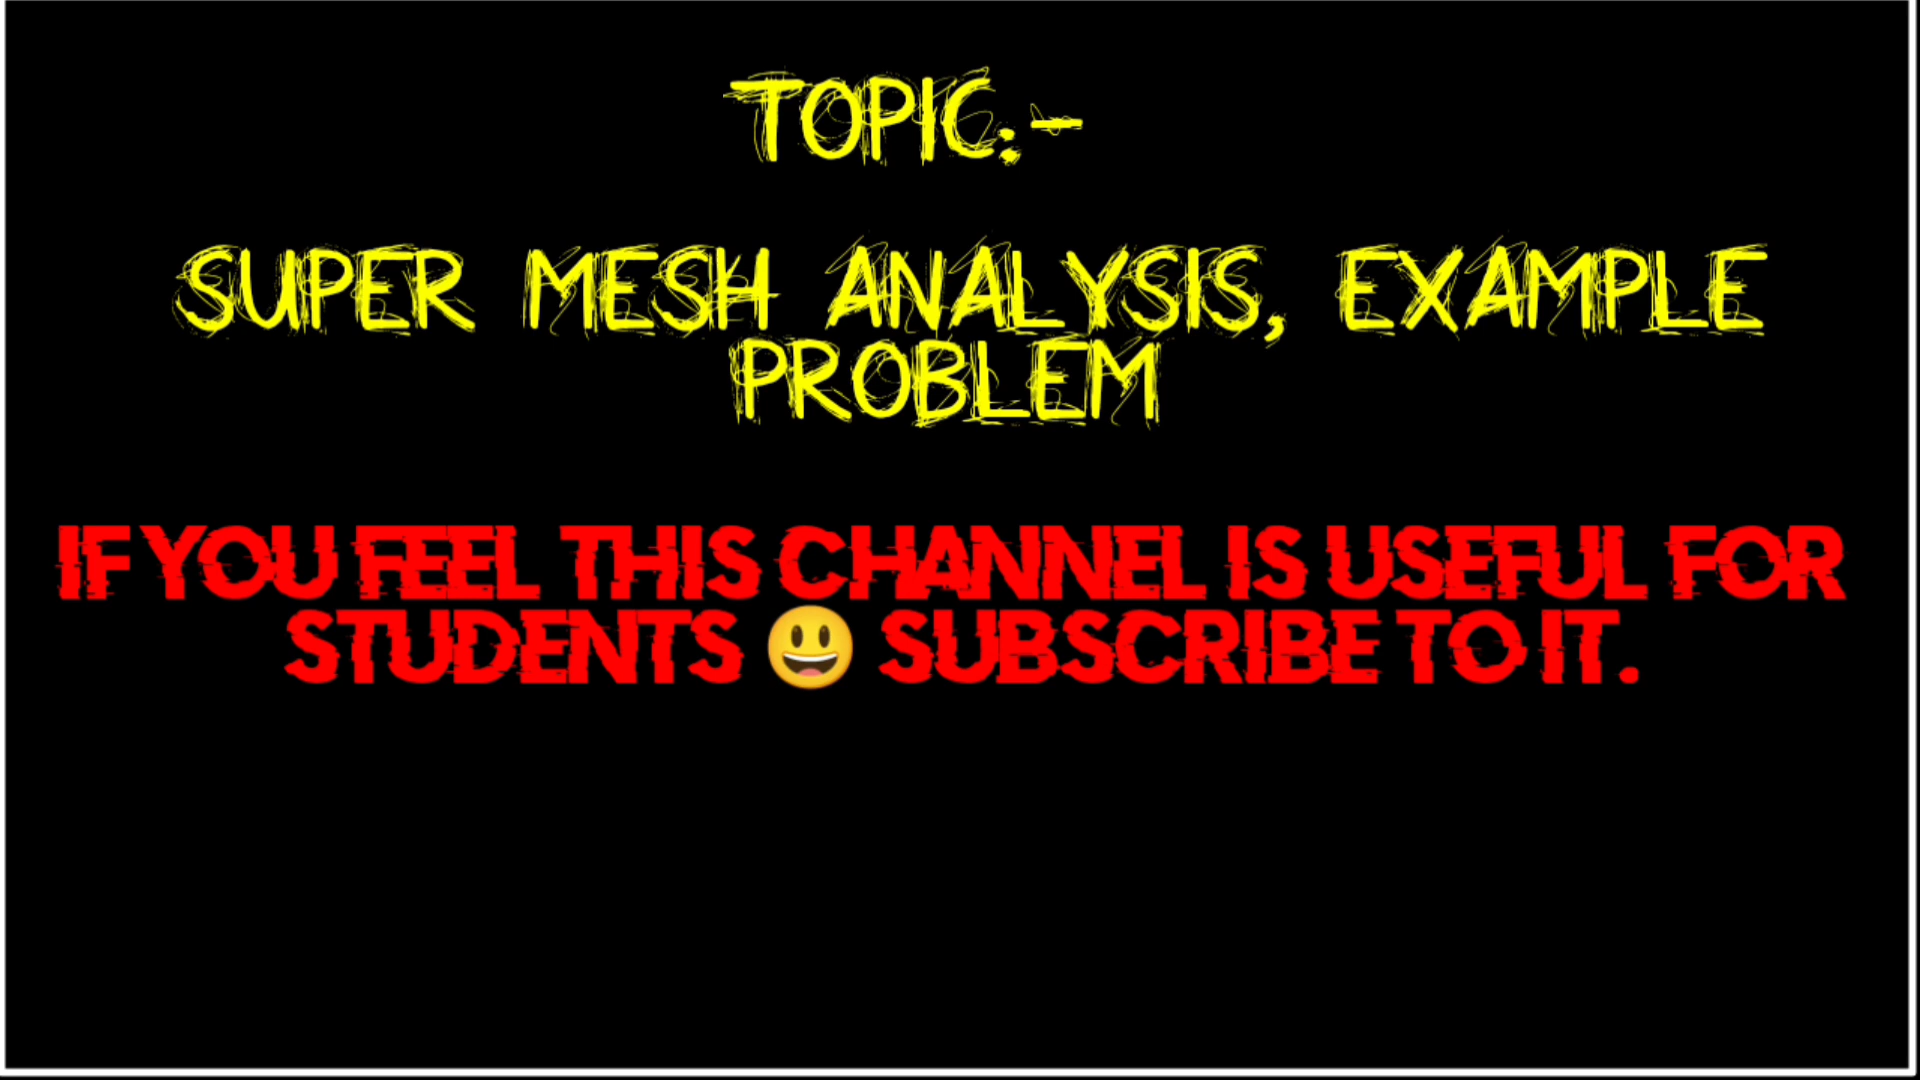 TOPIC:-
SUPER MESH ANALYSIS, EXAMPLE
PROBLEM
IF YOU FEEL THIS CHANNEL IS USEFUL FOR
STUDENTS 😃 SUBSCRIBE TO IT.